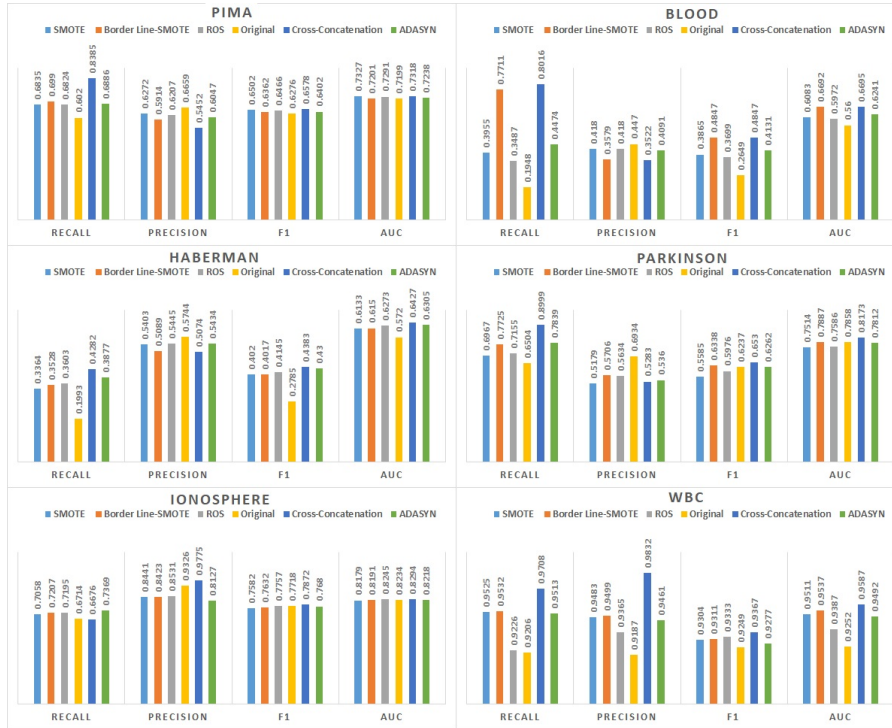 PIMA
SMOTE Border Line-SMOTE ROS Original Cross-Concatenation ADASYN
0.6835 0.699 0.6824 0.602 0.8385 0.6886
0.6272 0.5914 0.6207 0.6659 0.5452 0.6047
0.6502 0.6362 0.6466 0.6276 0.6578 0.6402
0.7327 0.7201 0.7291 0.7199 0.7318 0.7238
RECALL PRECISION F1 AUC
BLOOD
SMOTE Border Line-SMOTE ROS Original Cross-Concatenation ADASYN
0.3955 0.7711 0.3487 0.1948 0.8016 0.4474
0.418 0.3579 0.418 0.447 0.3522 0.4091
0.3865 0.4847 0.3699 0.2649 0.4847 0.4131
0.6083 0.6692 0.5972 0.56 0.6695 0.6241
RECALL PRECISION F1 AUC
HABERMAN
SMOTE Border Line-SMOTE ROS Original Cross-Concatenation ADASYN
0.3364 0.3528 0.3603 0.1993 0.4282 0.3877
0.5403 0.5089 0.5445 0.5744 0.5074 0.5434
0.402 0.4017 0.4145 0.2785 0.4383 0.43
0.6133 0.615 0.6273 0.572 0.6427 0.6305
RECALL PRECISION F1 AUC
PARKINSON
SMOTE Border Line-SMOTE ROS Original Cross-Concatenation ADASYN
0.6967 0.7725 0.7155 0.6504 0.8999 0.7839
0.5179 0.5706 0.5634 0.6934 0.5283 0.536
0.5585 0.6338 0.5976 0.6237 0.653 0.6262
0.7514 0.7887 0.7586 0.7858 0.8173 0.7812
RECALL PRECISION F1 AUC
IONOSPHERE
SMOTE Border Line-SMOTE ROS Original Cross-Concatenation ADASYN
0.7058 0.7207 0.7195 0.6714 0.6676 0.7369
0.8441 0.8423 0.8531 0.9326 0.9775 0.8127
0.7582 0.7632 0.7757 0.7718 0.7872 0.768
0.8179 0.8191 0.8245 0.8234 0.8294 0.8218
RECALL PRECISION F1 AUC
WBC
SMOTE Border Line-SMOTE ROS Original Cross-Concatenation ADASYN
0.9525 0.9532 0.9226 0.9206 0.9708 0.9513
0.9483 0.9499 0.9365 0.9187 0.9832 0.9461
0.9304 0.9311 0.9333 0.9249 0.9367 0.9277
0.9511 0.9537 0.9387 0.9252 0.9587 0.9492
RECALL PRECISION F1 AUC